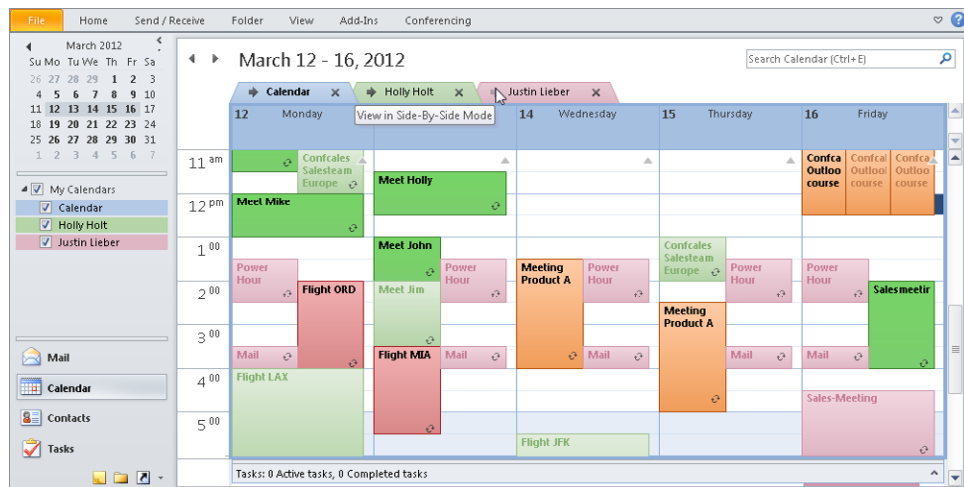 File Home Send / Receive Folder View Add-Ins Conferencing
March 2012
Su Mo Tu We Th Fr Sa
26 27 28 29 1 2 3
4 5 6 7 8 9 10
11 12 13 14 15 16 17
18 19 20 21 22 23 24
25 26 27 28 29 30 31
1 2 3 4 5 6 7
My Calendars
Calendar
Holly Holt
Justin Lieber
Mail
Calendar
Contacts
Tasks
March 12 - 16, 2012
Search Calendar (Ctrl+E)
Calendar x Holly Holt x Justin Lieber x
View in Side-By-Side Mode
12 Monday 14 Wednesday 15 Thursday 16 Friday
11 am
12 pm
1 00
2 00
3 00
4 00
5 00
Confcales
Salesteam
Europe
Meet Mike
Power
Hour
Flight ORD
Mail
Flight LAX
Meet Holly
Meet John
Meet Jim
Power
Hour
Flight MIA
Mail
Meeting
Product A
Power
Hour
Mail
Flight JFK
Confcales
Salesteam
Europe
Power
Hour
Meeting
Product A
Mail
Confca Confcal Confca
Outloo Outlool Outloo
course course course
Power
Hour
Salesmeetir
Mail
Sales-Meeting
Tasks: 0 Active tasks, 0 Completed tasks